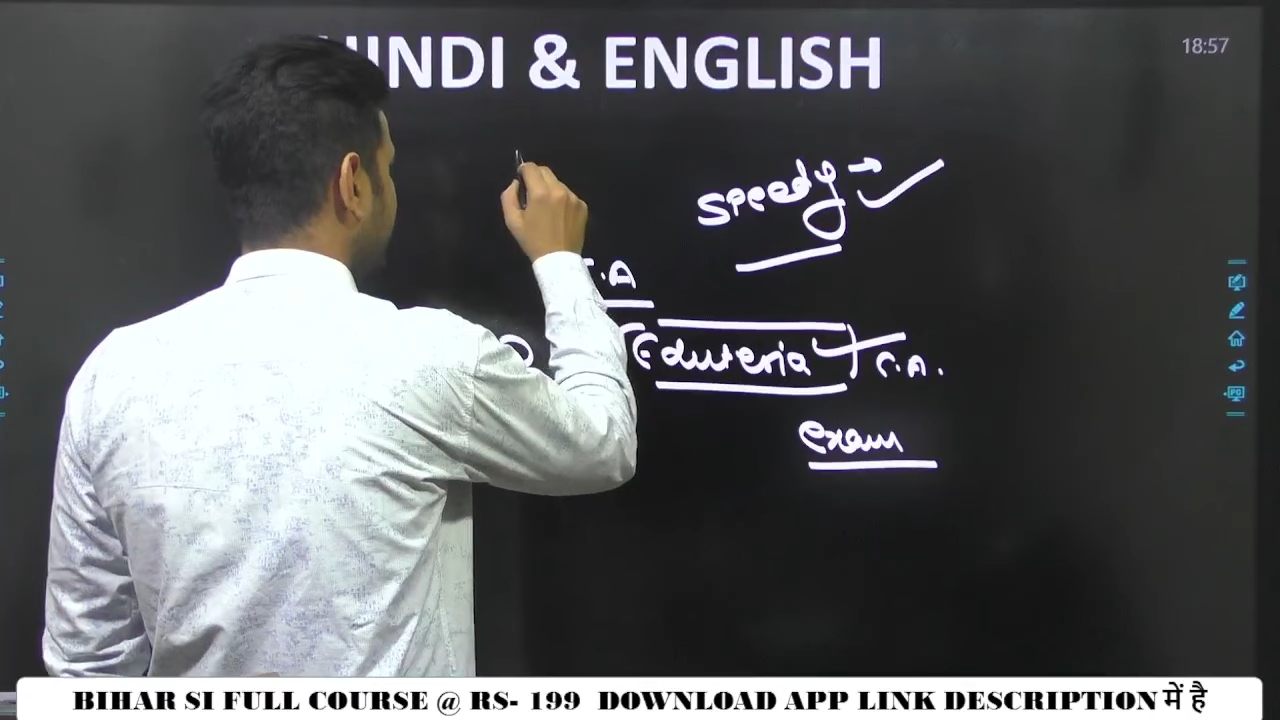 HINDI & ENGLISH
18:57
speedy →
.A
(Eduteria) C.A.
exam
BIHAR SI FULL COURSE @ RS- 199 DOWNLOAD APP LINK DESCRIPTION में है